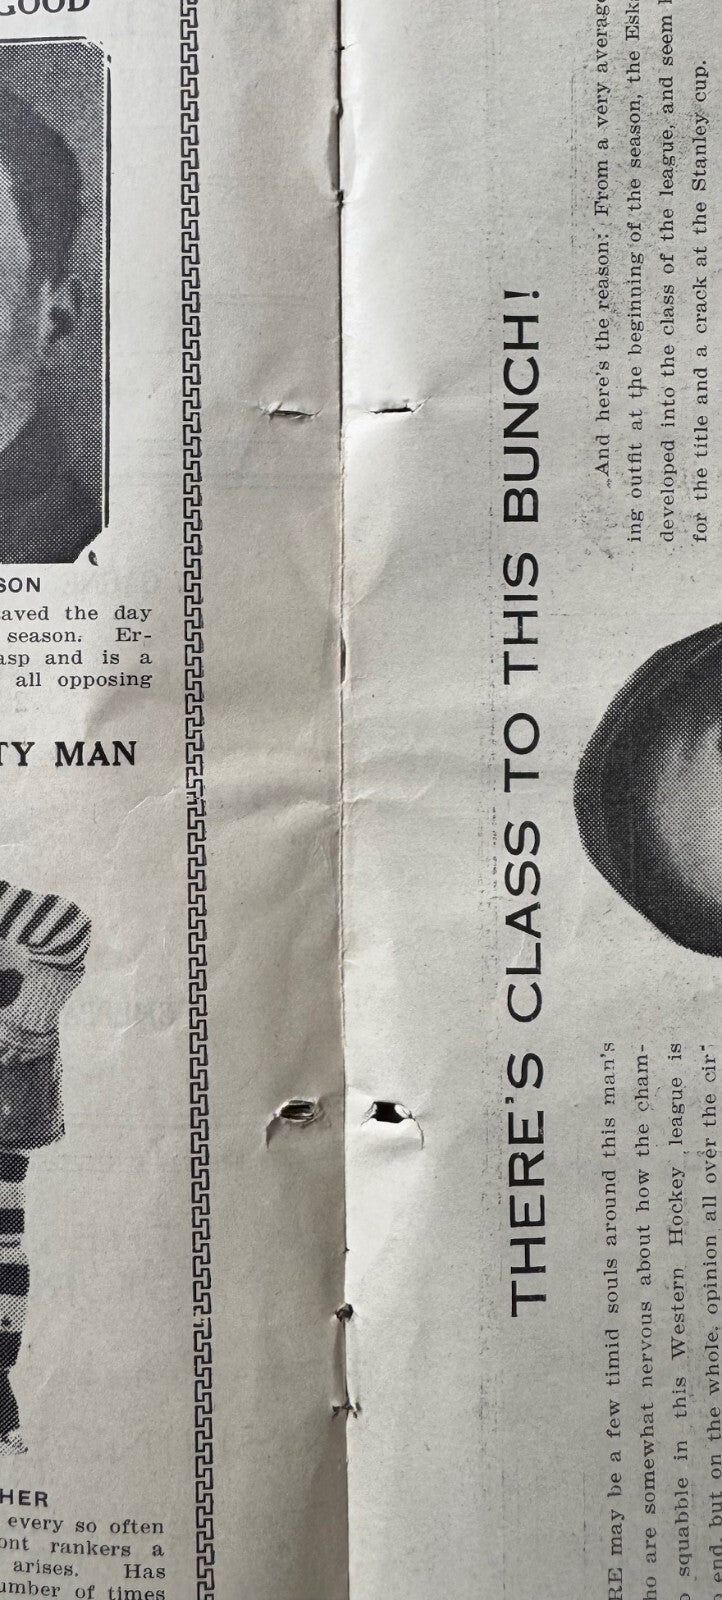 GOOD
SON
aved the day
season. Er-
asp and is a
all opposing
TY MAN
HER
every so often
ont rankers a
arises. Has
umber of times
THERE'S CLASS TO THIS BUNCH!
RE may be a few timid souls around this man's
ho are somewhat nervous about how the cham-
squabble in this Western Hockey league is
end, but on the whole, opinion all over the cir-
And here's the reason: From a very average
ing outfit at the beginning of the season, the Esk
developed into the class of the league, and seem
for the title and a crack at the Stanley cup.